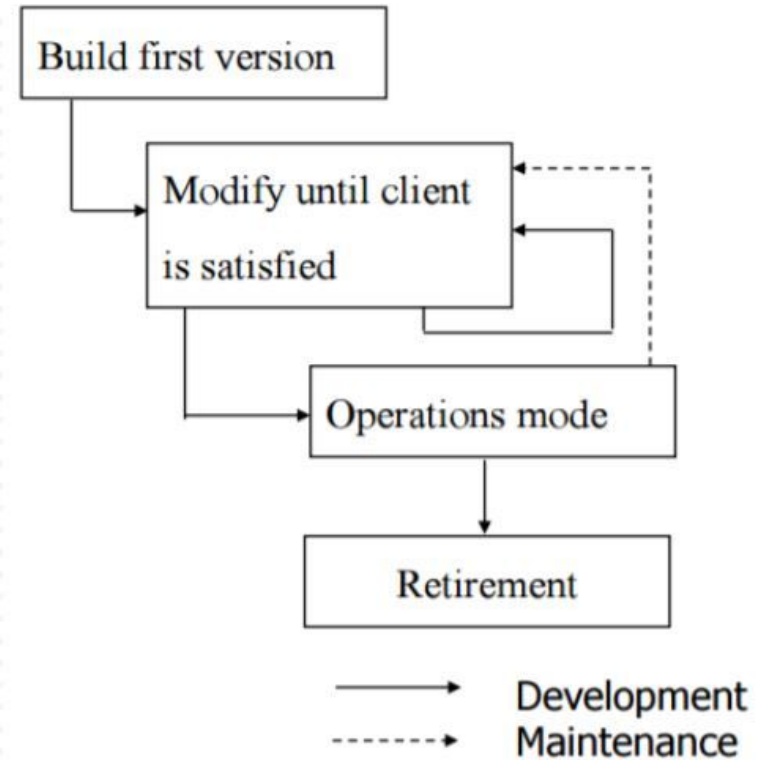 Build first version
Modify until client
is satisfied
Operations mode
Retirement
Development
Maintenance